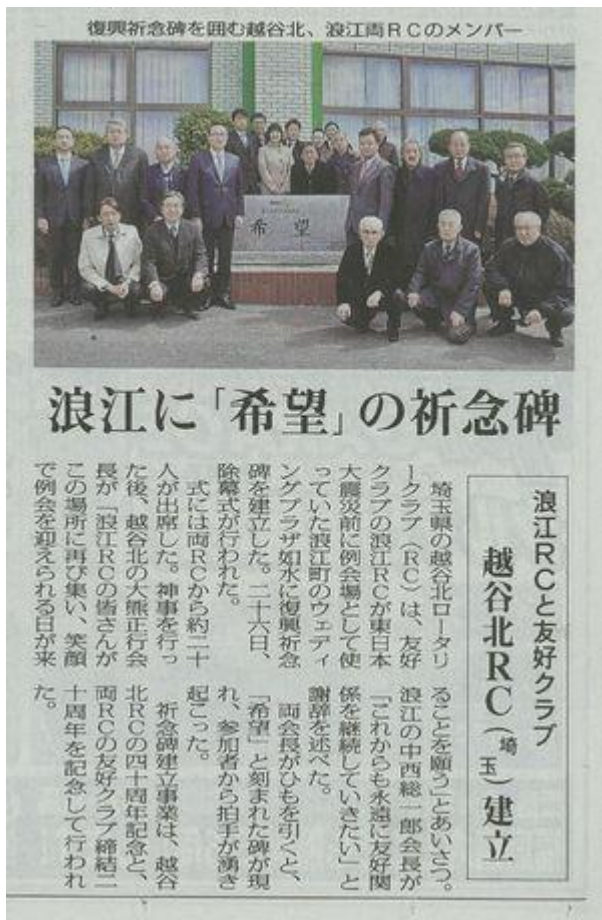 復興祈念碑を囲む越谷北、浪江両RCのメンバー
希望
浪江に「希望」の祈念碑
浪江RCと友好クラブ
越谷北RC(埼玉)建立
埼玉県の越谷北ロータリ
ークラブ(RC)は、友好
クラブの浪江RCが東日本
大震災前に例会場として使
っていた浪江町のウェディ
ングプラザ如水に復興祈念
碑を建立した。二十六日、
除幕式が行われた。
式には両RCから約二十
人が出席した。神事を行っ
た後、越谷北の大熊正行会
長が「浪江RCの皆さんが
この場所に再び集い、笑顔
で例会を迎えられる日が来
ることを願う」とあいさつ。
浪江の中西総一郎会長が
「これからも永遠に友好関
係を継続していきたい」と
謝辞を述べた。
両会長がひもを引くと、
「希望」と刻まれた碑が現
れ、参加者から拍手が湧き
起こった。
祈念碑建立事業は、越谷
北RCの四十周年記念と、
両RCの友好クラブ締結二
十周年を記念して行われ
た。